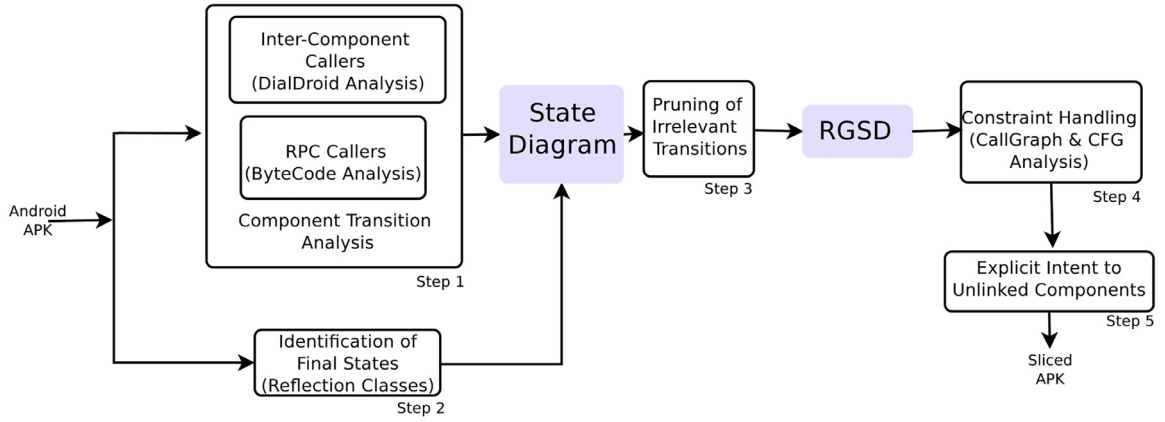 Android
APK
Inter-Component
Callers
(DialDroid Analysis)
RPC Callers
(ByteCode Analysis)
Component Transition
Analysis
Step 1
Identification of
Final States
(Reflection Classes)
Step 2
State
Diagram
Pruning of
Irrelevant
Transitions
Step 3
RGSD
Constraint Handling
(CallGraph & CFG
Analysis)
Step 4
Explicit Intent to
Unlinked Components
Step 5
Sliced
APK